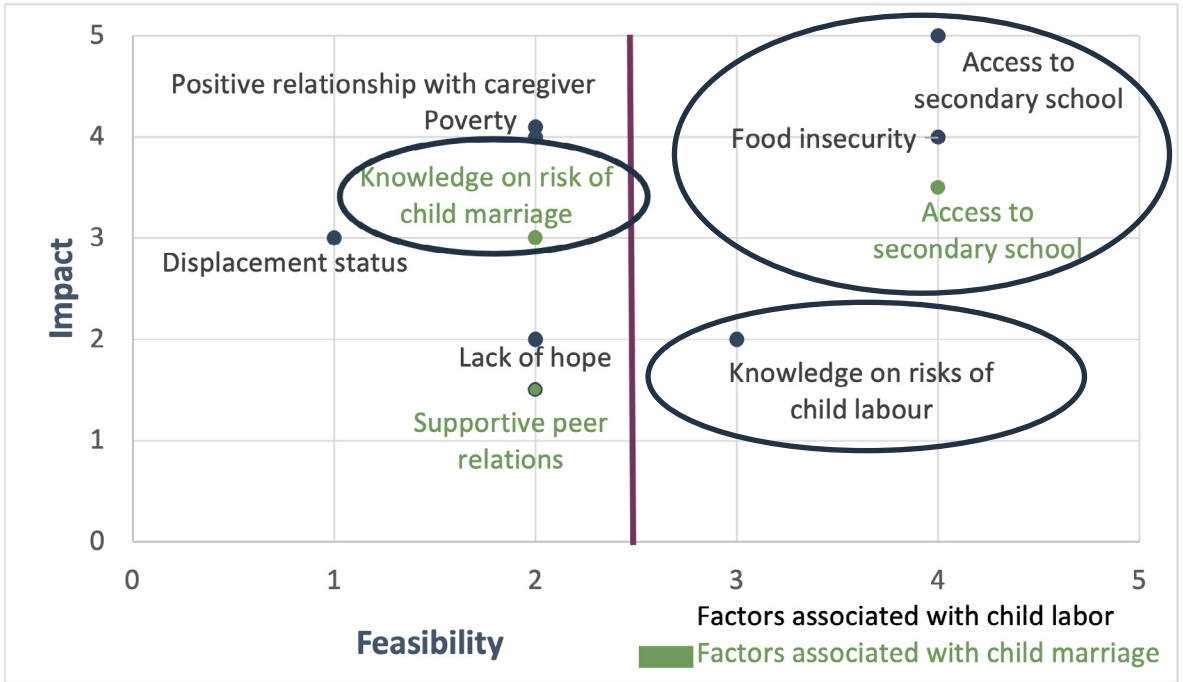 5
Access to
secondary school
Positive relationship with caregiver
Poverty
4
Food insecurity
Knowledge on risk of
child marriage
Access to
secondary school
3
Displacement status
Impact
2
Lack of hope
Knowledge on risks of
child labour
Supportive peer
relations
1
0
0 1 2 3 4 5
Feasibility
Factors associated with child labor
Factors associated with child marriage